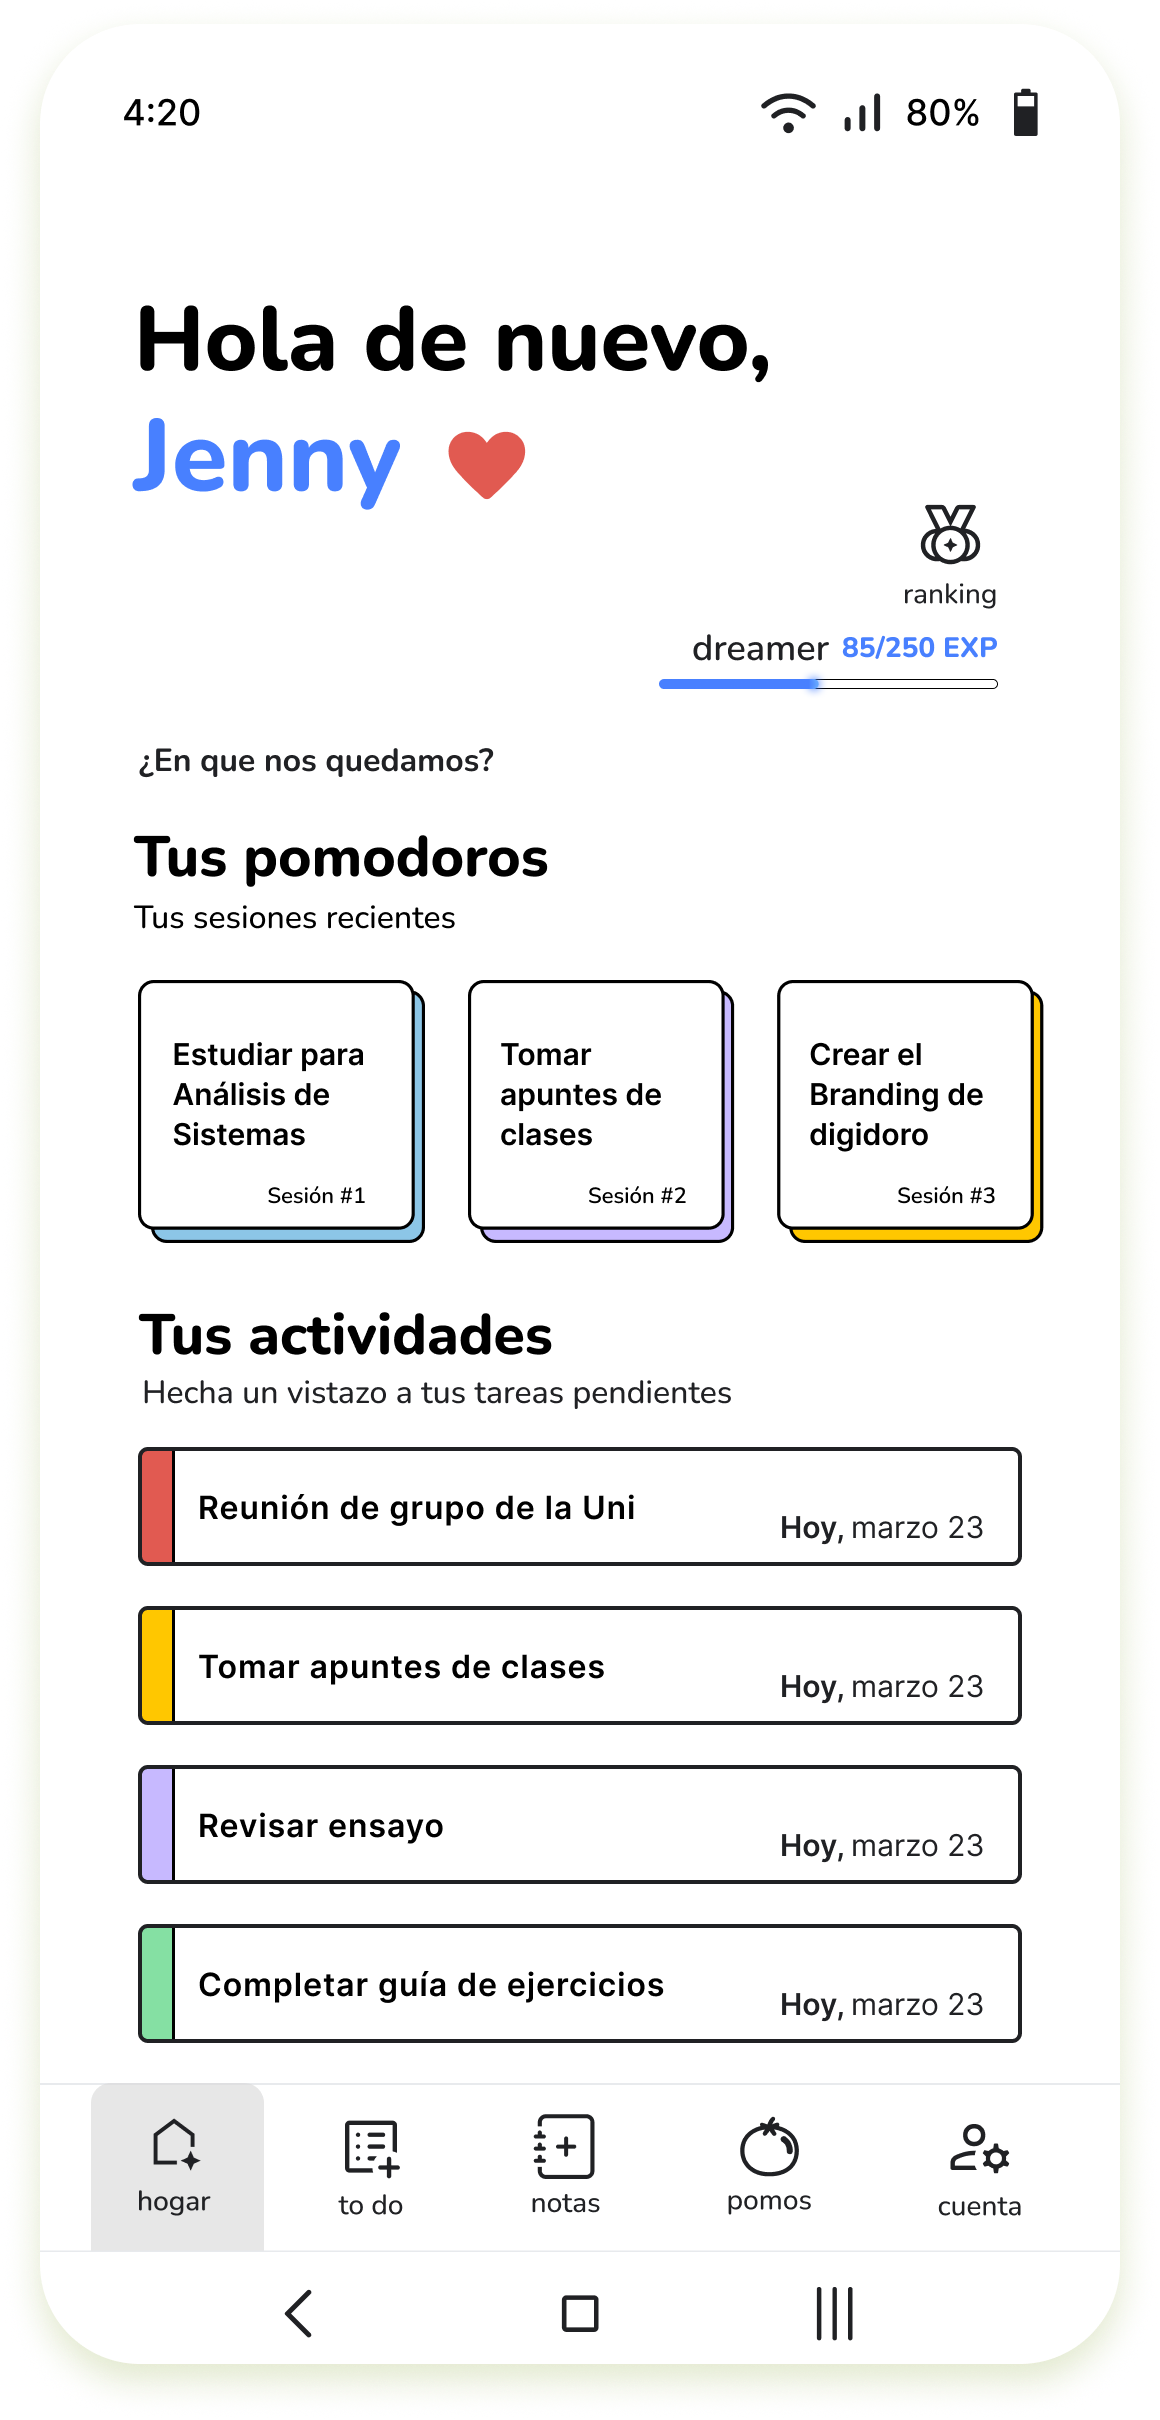 4:20
80%
Hola de nuevo,
Jenny
ranking
dreamer 85/250 EXP
¿En que nos quedamos?
Tus pomodoros
Tus sesiones recientes
Estudiar para
Análisis de
Sistemas
Sesión #1
Tomar
apuntes de
clases
Sesión #2
Crear el
Branding de
digidoro
Sesión #3
Tus actividades
Hecha un vistazo a tus tareas pendientes
Reunión de grupo de la Uni
Hoy, marzo 23
Tomar apuntes de clases
Hoy, marzo 23
Revisar ensayo
Hoy, marzo 23
Completar guía de ejercicios
Hoy, marzo 23
hogar
to do
notas
pomos
cuenta